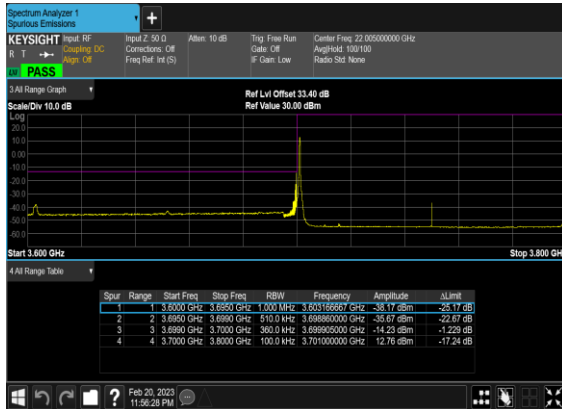 Spectrum Analyzer 1
Spurious Emissions
+
KEYSIGHT Input: RF Input Z: 50 Ω Atten: 10 dB Trig: Free Run Center Freq: 22.005000000 GHz
R T Coupling: DC Corrections: Off Gate: Off Avg|Hold: 100/100
Align: Off Freq Ref: Int (S) IF Gain: Low Radio Std: None
PASS
3 All Range Graph
Ref Lvl Offset 33.40 dB
Scale/Div 10.0 dB Ref Value 30.00 dBm
Log
20.0
10.0
0.00
-10.0
-20.0
-30.0
-40.0
-50.0
-60.0
Start 3.600 GHz Stop 3.800 GH
4 All Range Table
Spur Range Start Freq Stop Freq RBW Frequency Amplitude ΔLimit
1 1 3.6000 GHz 3.6950 GHz 1.000 MHz 3.603166667 GHz -38.17 dBm -25.17 dB
2 2 3.6950 GHz 3.6990 GHz 510.0 kHz 3.698860000 GHz -35.67 dBm -22.67 dB
3 3 3.6990 GHz 3.7000 GHz 360.0 kHz 3.699905000 GHz -14.23 dBm -1.229 dB
4 4 3.7000 GHz 3.8000 GHz 100.0 kHz 3.701000000 GHz 12.76 dBm -17.24 dB
? Feb 20, 2023
11:56:28 PM